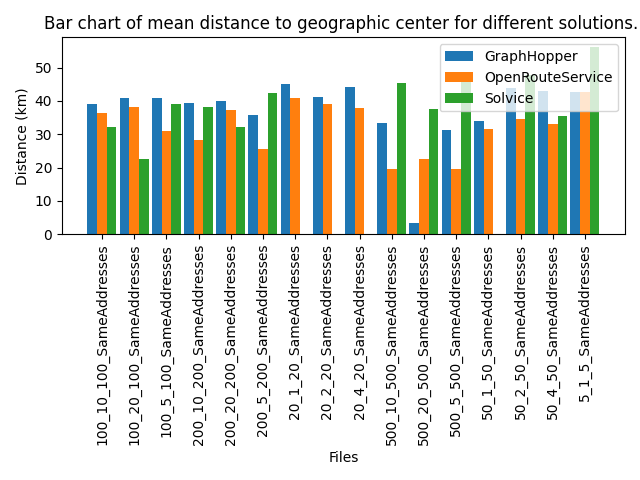 Bar chart of mean distance to geographic center for different solutions.
GraphHopper
OpenRouteService
Solvice
Distance (km)
50
40
30
20
10
0
100_10_100_SameAddresses
100_20_100_SameAddresses
100_5_100_SameAddresses
200_10_200_SameAddresses
200_20_200_SameAddresses
200_5_200_SameAddresses
20_1_20_SameAddresses
20_2_20_SameAddresses
20_4_20_SameAddresses
500_10_500_SameAddresses
500_20_500_SameAddresses
500_5_500_SameAddresses
50_1_50_SameAddresses
50_2_50_SameAddresses
50_4_50_SameAddresses
5_1_5_SameAddresses
Files